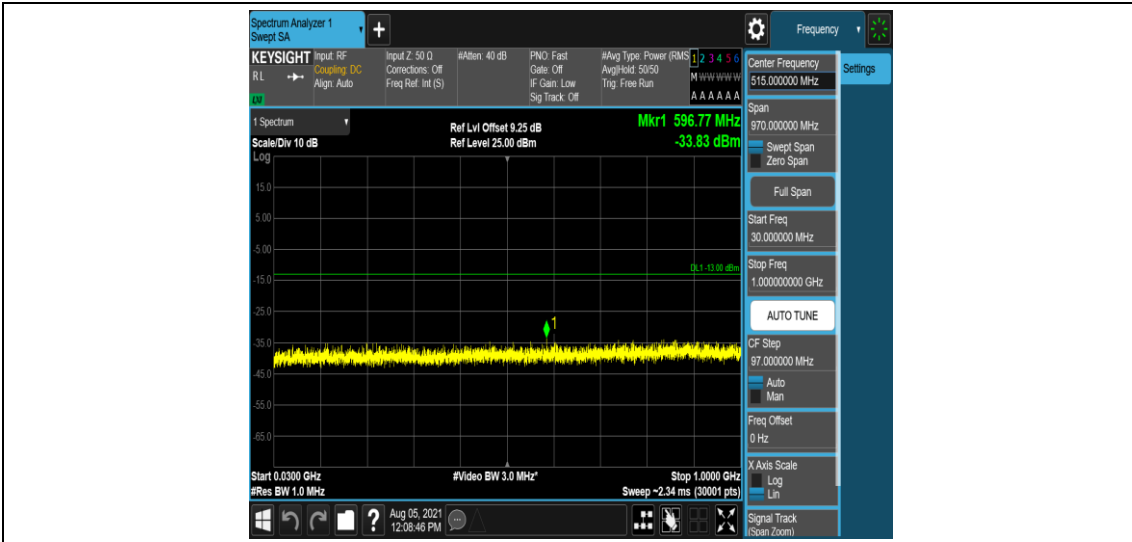 Spectrum Analyzer 1
Swept SA
+
Frequency
KEYSIGHT
RL
LXI
Input: RF
Coupling: DC
Align: Auto
Input Z: 50 Ω
Corrections: Off
Freq Ref: Int (S)
#Atten: 40 dB
PNO: Fast
Gate: Off
IF Gain: Low
Sig Track: Off
#Avg Type: Power (RMS
Avg|Hold: 50/50
Trig: Free Run
1 2 3 4 5 6
M W W W W W
A A A A A A
1 Spectrum
Scale/Div 10 dB
Log
Ref Lvl Offset 9.25 dB
Ref Level 25.00 dBm
Mkr1 596.77 MHz
-33.83 dBm
15.0
5.00
-5.00
-15.0
-25.0
-35.0
-45.0
-55.0
-65.0
DL1 -13.00 dBm
1
Start 0.0300 GHz
#Res BW 1.0 MHz
#Video BW 3.0 MHz*
Stop 1.0000 GHz
Sweep ~2.34 ms (30001 pts)
?
Aug 05, 2021
12:08:46 PM
Center Frequency
515.000000 MHz
Settings
Span
970.000000 MHz
Swept Span
Zero Span
Full Span
Start Freq
30.000000 MHz
Stop Freq
1.000000000 GHz
AUTO TUNE
CF Step
97.000000 MHz
Auto
Man
Freq Offset
0 Hz
X Axis Scale
Log
Lin
Signal Track
(Span Zoom)